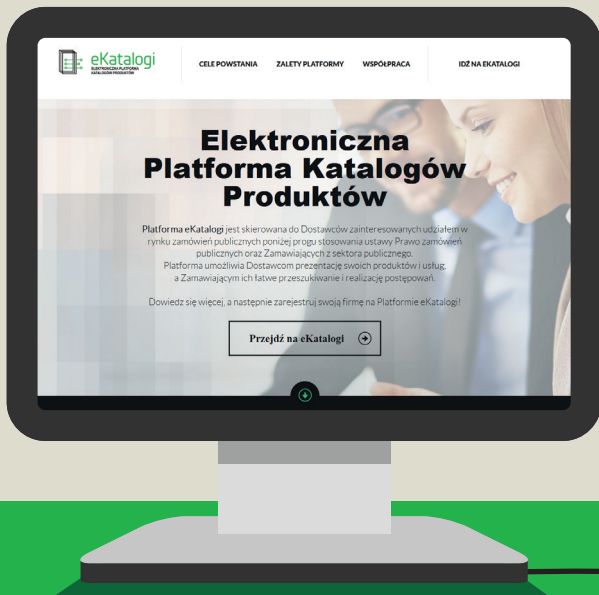 eKatalogi
ELEKTRONICZNA PLATFORMA
KATALOGÓW PRODUKTÓW
CELE POWSTANIA
ZALETY PLATFORMY
WSPÓŁPRACA
IDŹ NA EKATALOGI
Elektroniczna
Platforma Katalogów
Produktów
Platforma eKatalogi jest skierowana do Dostawców zainteresowanych udziałem w
rynku zamówień publicznych poniżej progu stosowania ustawy Prawo zamówień
publicznych oraz Zamawiających z sektora publicznego.
Platforma umożliwia Dostawcom prezentację swoich produktów i usług,
a Zamawiającym ich łatwe przeszukiwanie i realizację postępowań.
Dowiedz się więcej, a następnie zarejestruj swoją firmę na Platformie eKatalogi!
Przejdź na eKatalogi